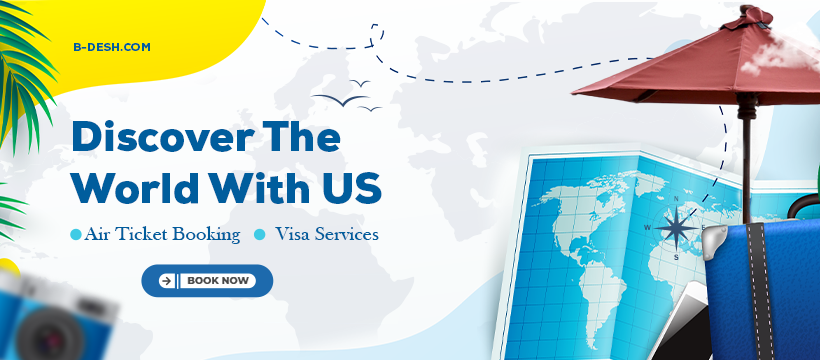 B-DESH.COM
Discover The
World With US
Air Ticket Booking Visa Services
BOOK NOW
N
W E
S